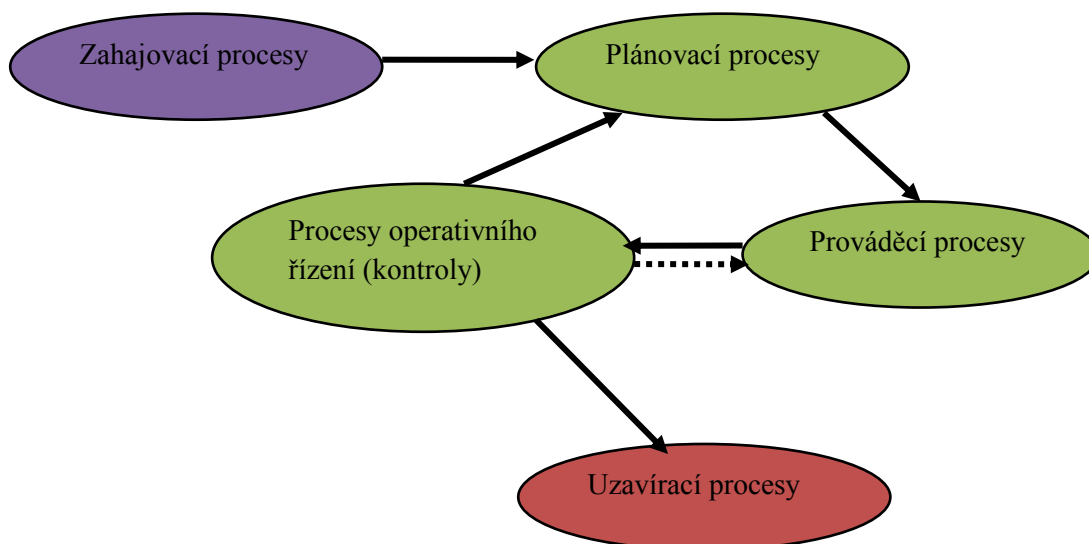 Zahajovací procesy
Plánovací procesy
Procesy operativního
řízení (kontroly)
Prováděcí procesy
Uzavírací procesy